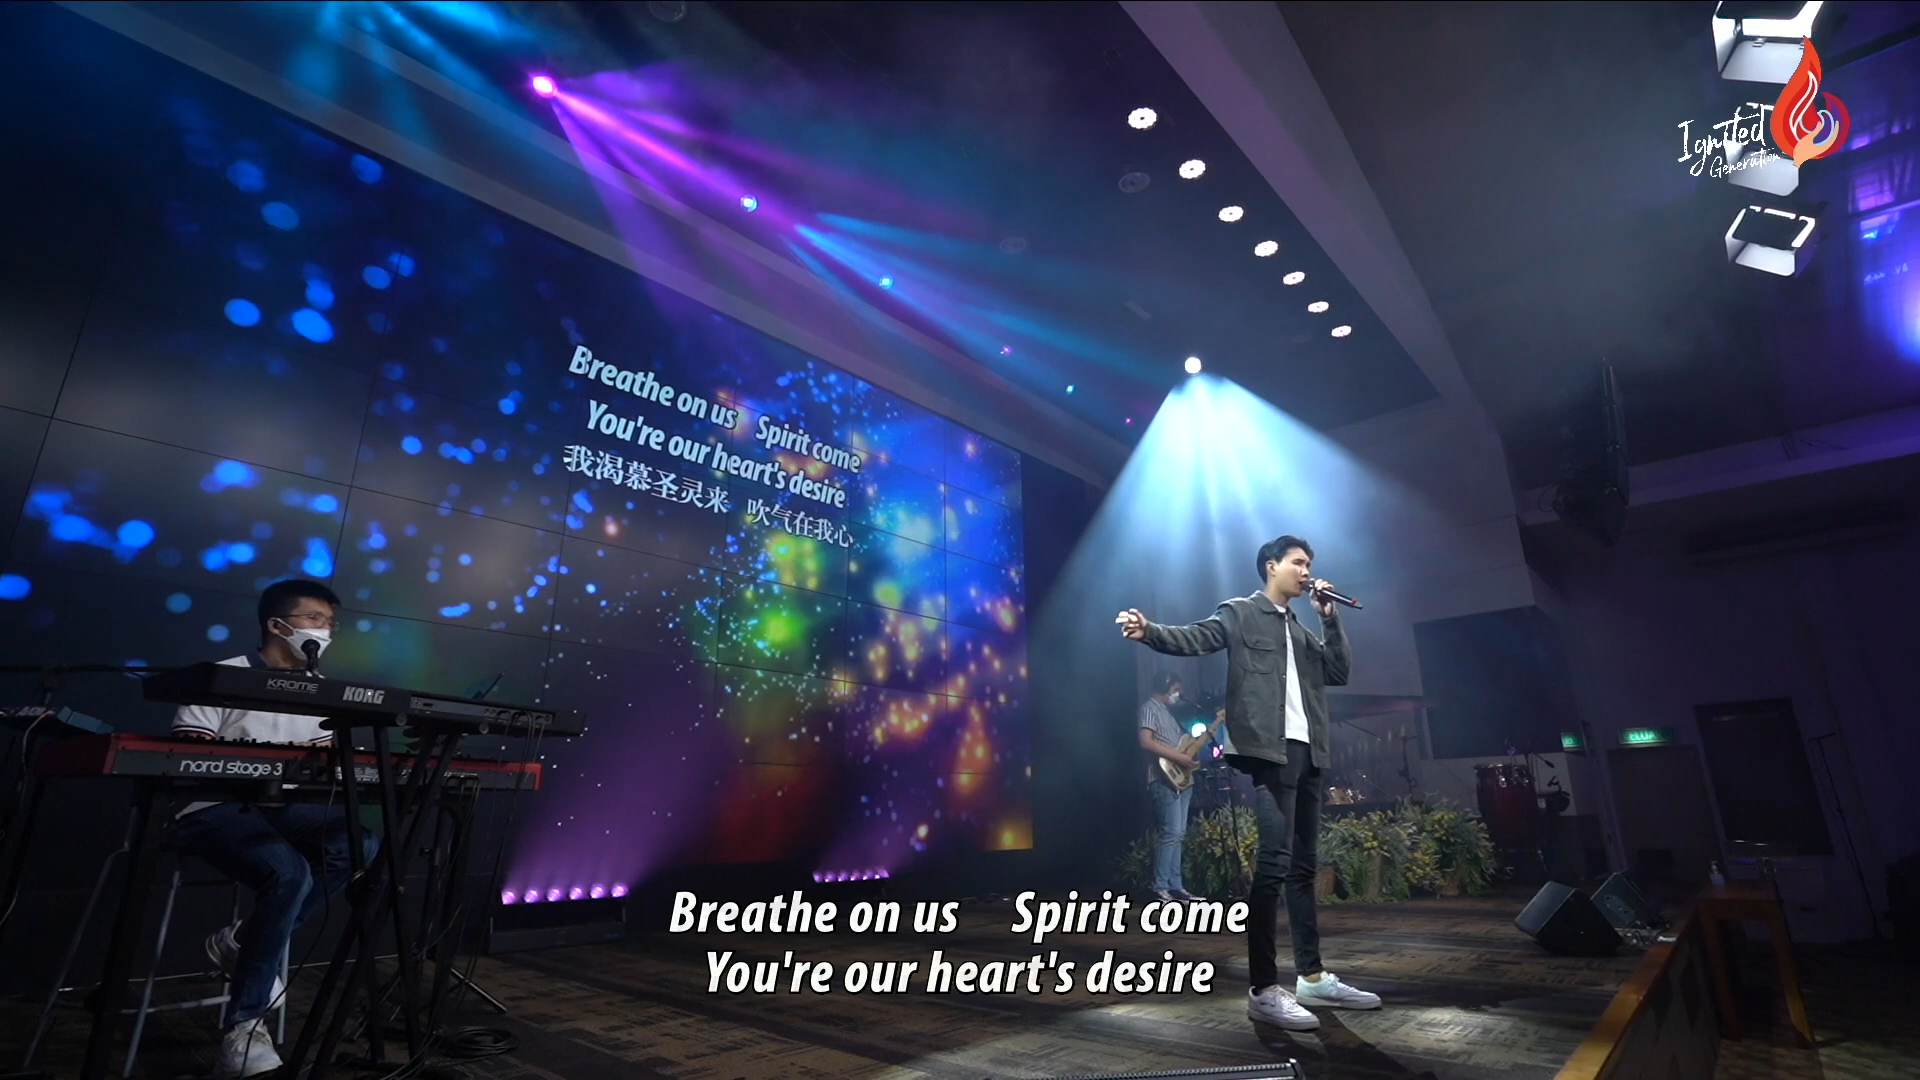 Ignited
Generation
Breathe on us Spirit come
You're our heart's desire
我渴慕圣灵来 吹气在我心
KROME KORG
nord stage 3
KELUAR
Breathe on us Spirit come
You're our heart's desire